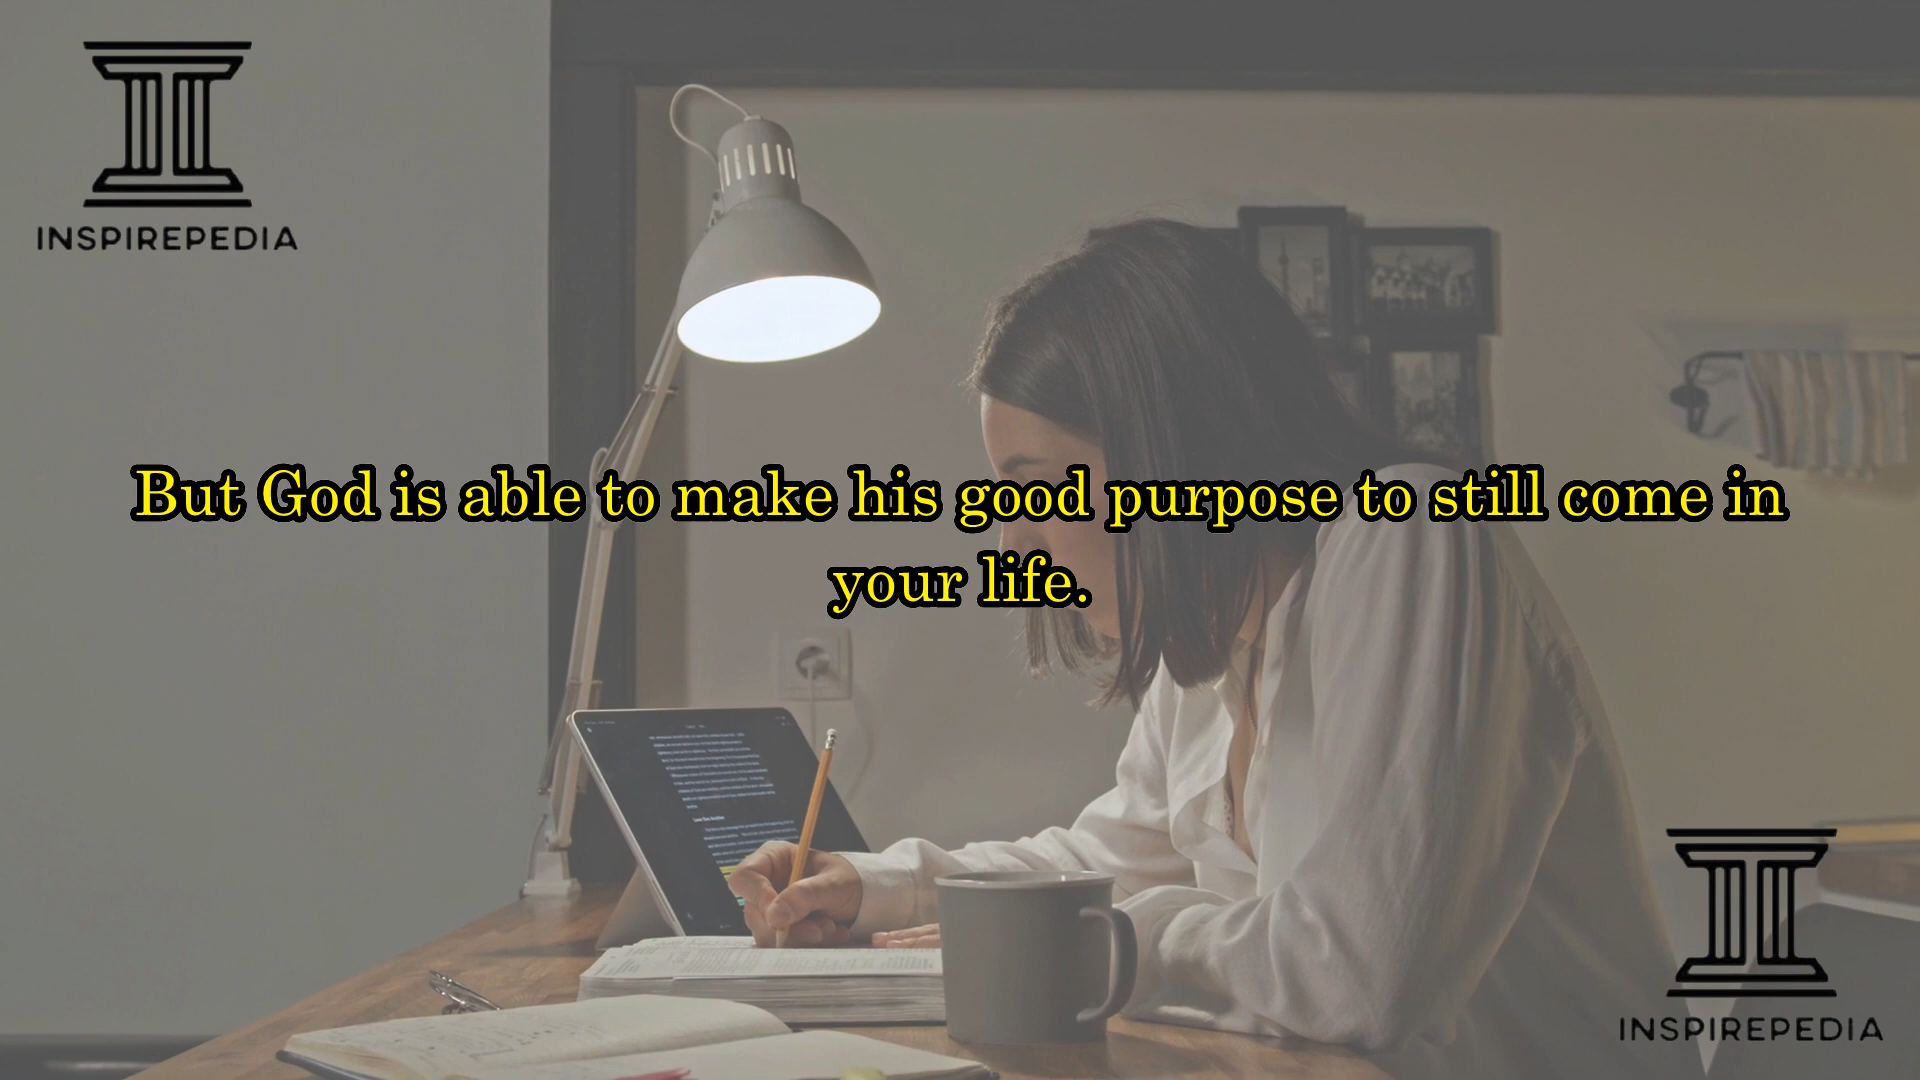 INSPIREPEDIA
But God is able to make his good purpose to still come in
your life.
INSPIREPEDIA